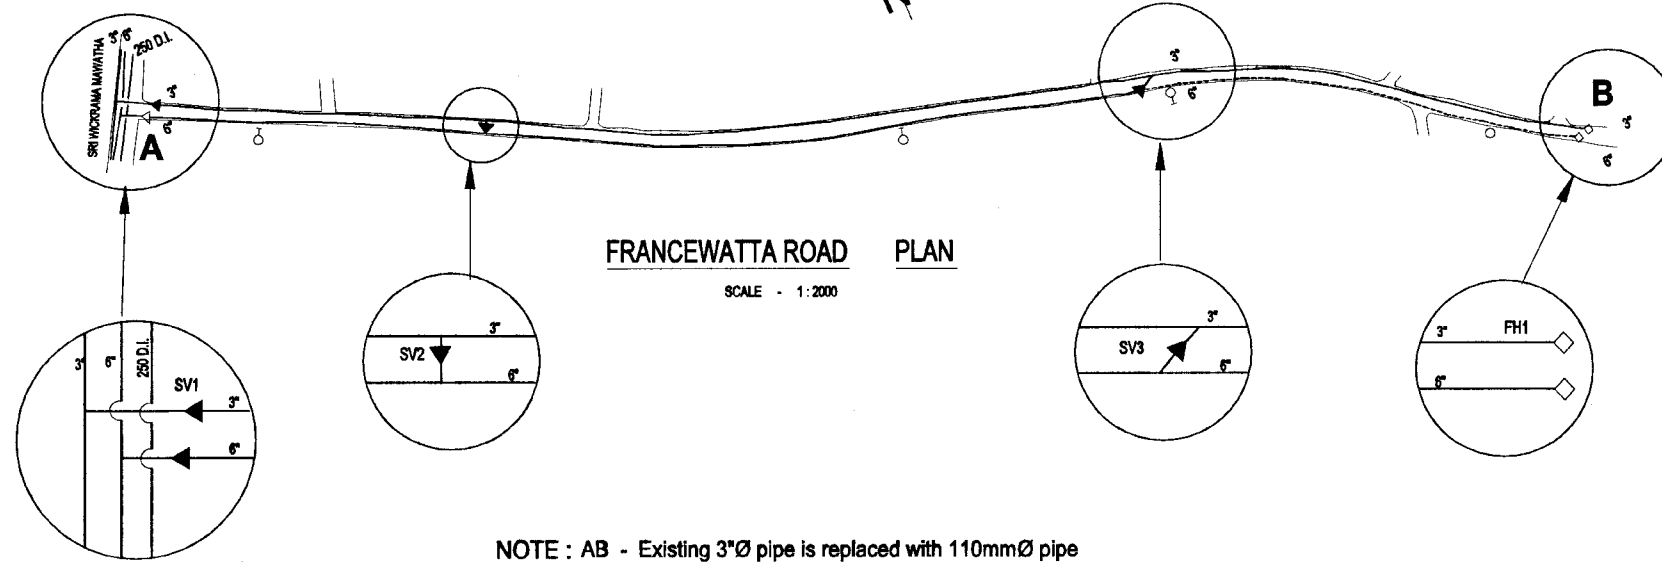 3" 6"
250 D.I.
SRI WICKRAMA MAWATHA
3"
6"
A
3"
6"
B
3"
6"
FRANCEWATTA ROAD PLAN
SCALE - 1:2000
3" 6" 250 D.I.
SV1
3"
6"
3"
SV2
6"
3"
SV3
6"
3" FH1
6"
NOTE : AB - Existing 3"Ø pipe is replaced with 110mmØ pipe